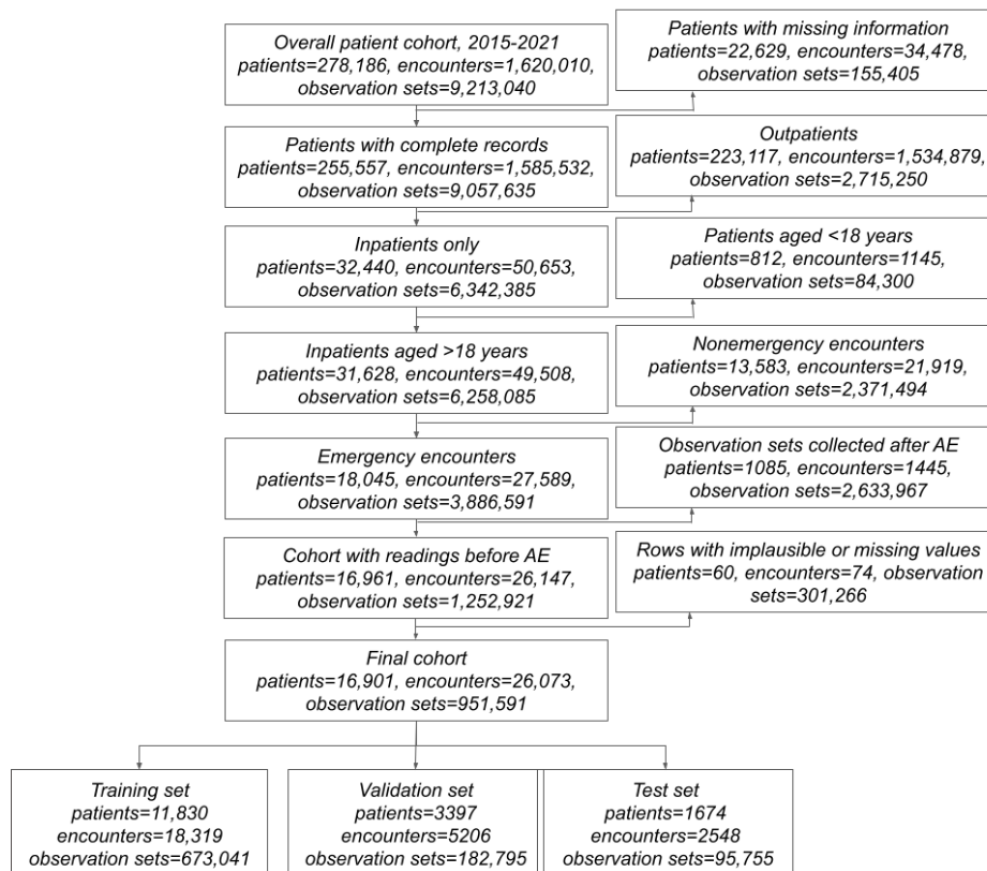 Overall patient cohort, 2015-2021
patients=278,186, encounters=1,620,010,
observation sets=9,213,040
Patients with missing information
patients=22,629, encounters=34,478,
observation sets=155,405
Patients with complete records
patients=255,557, encounters=1,585,532,
observation sets=9,057,635
Outpatients
patients=223,117, encounters=1,534,879,
observation sets=2,715,250
Inpatients only
patients=32,440, encounters=50,653,
observation sets=6,342,385
Patients aged <18 years
patients=812, encounters=1145,
observation sets=84,300
Inpatients aged >18 years
patients=31,628, encounters=49,508,
observation sets=6,258,085
Nonemergency encounters
patients=13,583, encounters=21,919,
observation sets=2,371,494
Emergency encounters
patients=18,045, encounters=27,589,
observation sets=3,886,591
Observation sets collected after AE
patients=1085, encounters=1445,
observation sets=2,633,967
Cohort with readings before AE
patients=16,961, encounters=26,147,
observation sets=1,252,921
Rows with implausible or missing values
patients=60, encounters=74, observation
sets=301,266
Final cohort
patients=16,901, encounters=26,073,
observation sets=951,591
Training set
patients=11,830
encounters=18,319
observation sets=673,041
Validation set
patients=3397
encounters=5206
observation sets=182,795
Test set
patients=1674
encounters=2548
observation sets=95,755